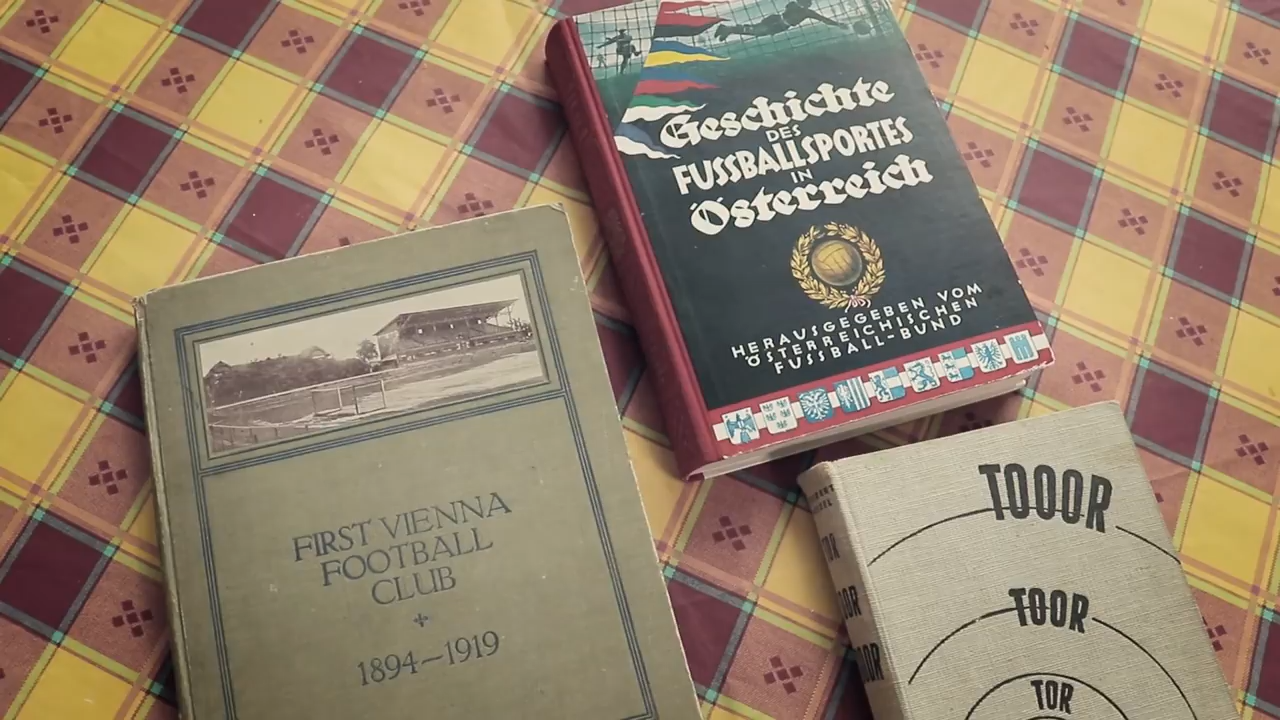 Geschichte
DES
FUSSBALLSPORTES
IN
Österreich
HERAUSGEGEBEN VOM
ÖSTERREICHISCHEN
FUSSBALL-BUND
FIRST VIENNA
FOOTBALL
CLUB
1894–1919
TOOOR
TOOR
TOR